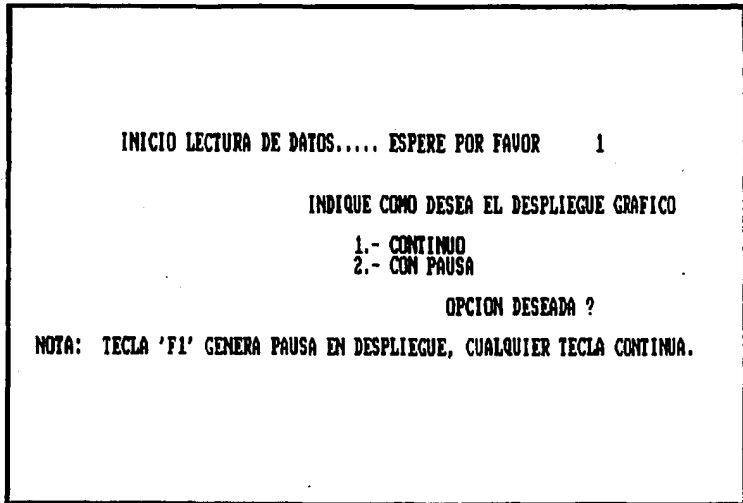 INICIO LECTURA DE DATOS..... ESPERE POR FAVOR 1
INDIQUE COMO DESEA EL DESPLIEGUE GRAFICO
1.- CONTINUO
2.- CON PAUSA
OPCION DESEADA ?
NOTA: TECLA 'F1' GENERA PAUSA EN DESPLIEGUE, CUALQUIER TECLA CONTINUA.